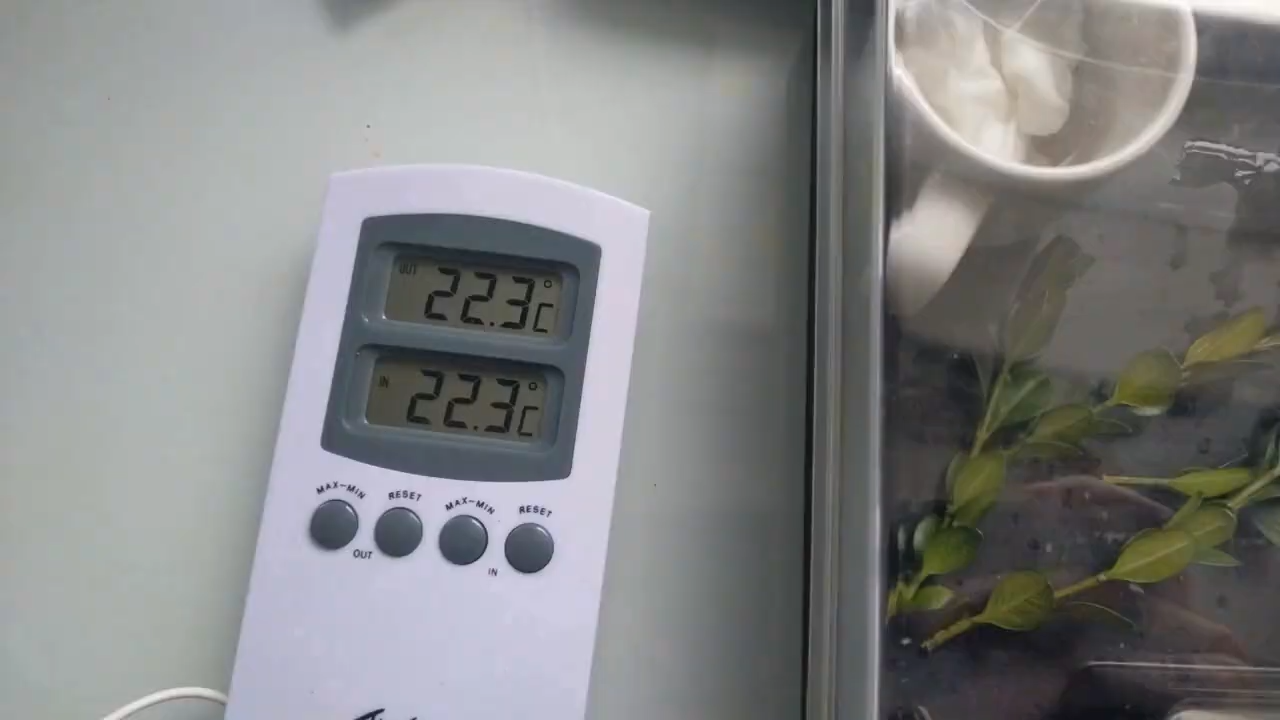 OUT
22.3°C
IN
22.3°C
MAX-MIN RESET MAX-MIN RESET
OUT IN